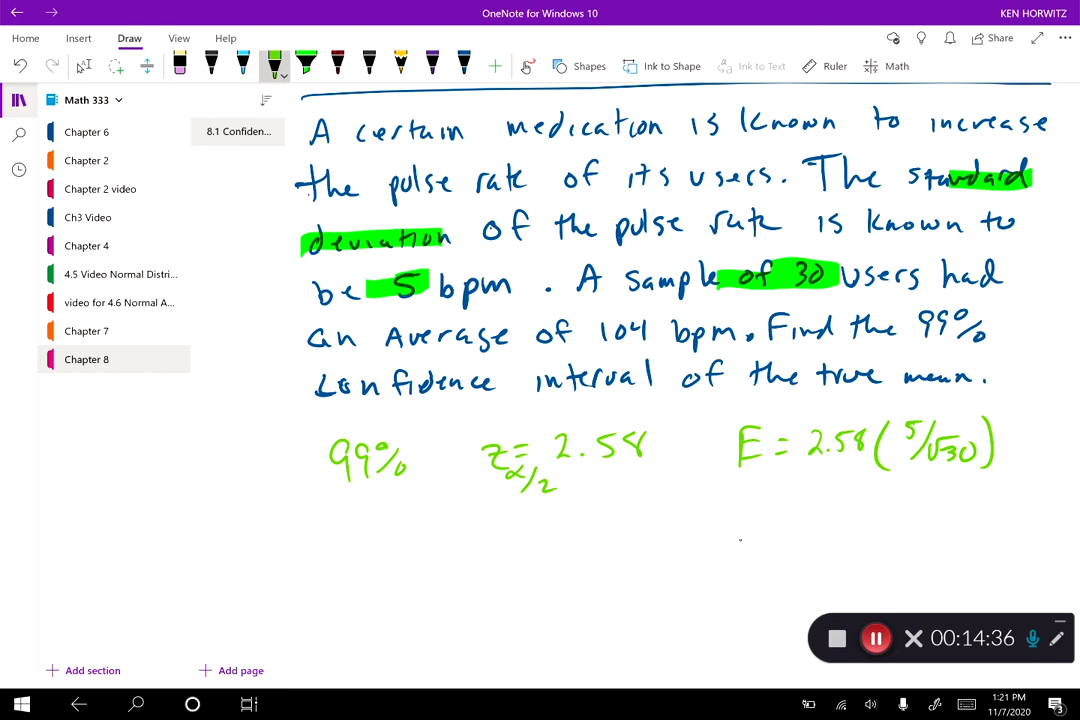 OneNote for Windows 10
KEN HORWITZ
Home Insert Draw View Help
Share
Shapes Ink to Shape Ink to Text Ruler Math
Math 333
Chapter 6
Chapter 2
Chapter 2 video
Ch3 Video
Chapter 4
4.5 Video Normal Distri...
video for 4.6 Normal A...
Chapter 7
Chapter 8
8.1 Confiden...
A certain medication is known to increase
the pulse rate of its users. The standard
deviation of the pulse rate is known to
be 5 bpm. A sample of 30 users had
an Average of 104 bpm. Find the 99%
confidence interval of the true mean.
99% z α/2 = 2.58 E = 2.58 (5/√30)
00:14:36
Add section Add page
1:21 PM
11/7/2020
3